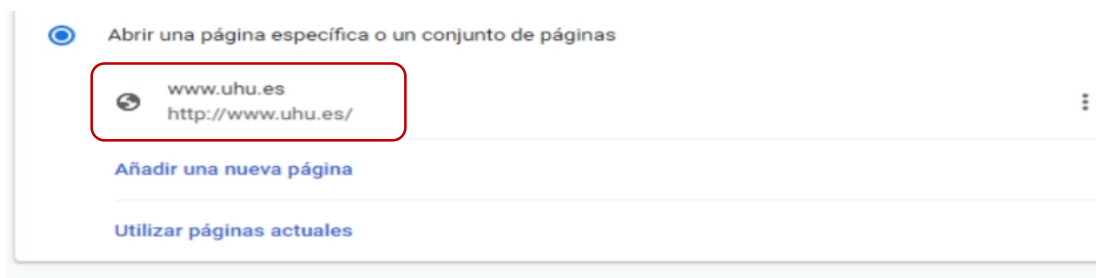 Abrir una página específica o un conjunto de páginas
www.uhu.es
http://www.uhu.es/
Añadir una nueva página
Utilizar páginas actuales